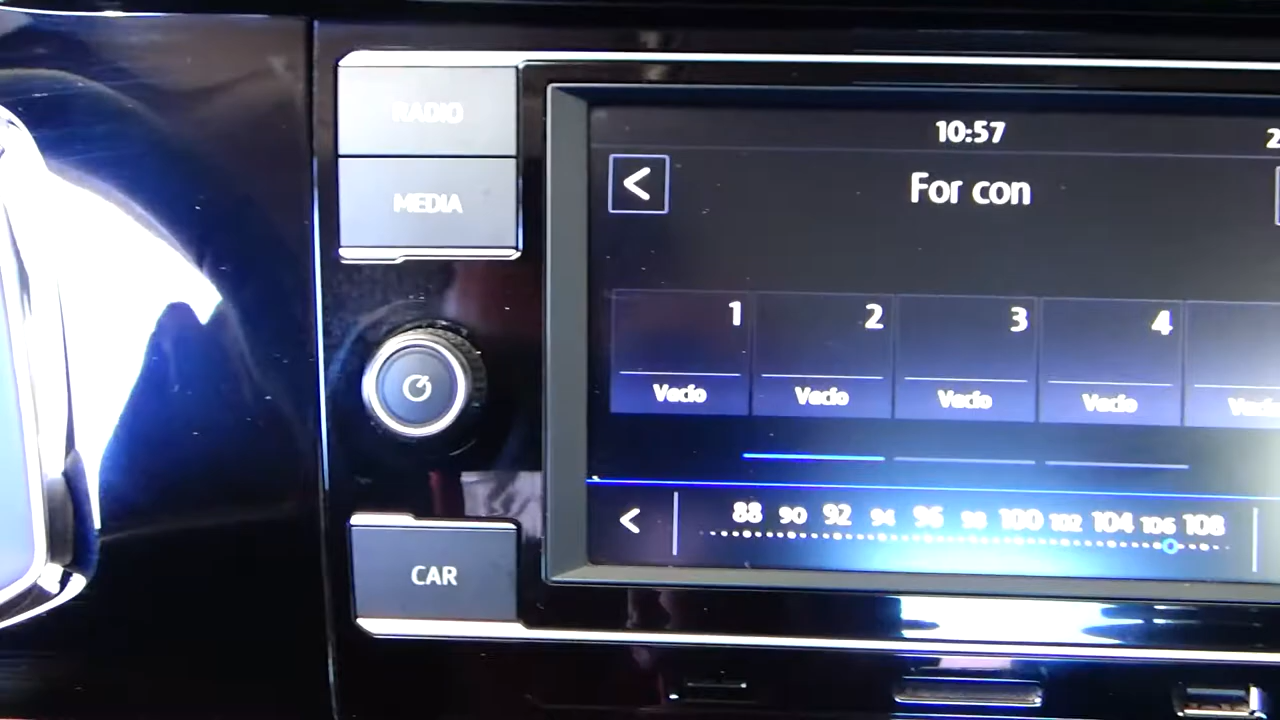 RADIO
MEDIA
CAR
10:57
2
For con
1 2 3 4
Vacío Vacío Vacío Vacío
88 90 92 94 96 98 100 102 104 106 108